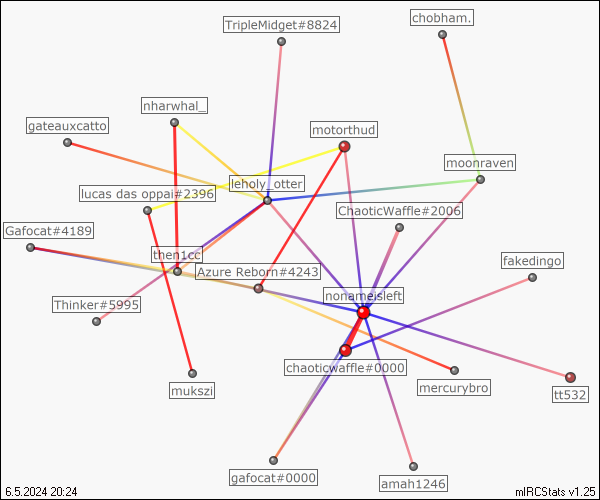 TripleMidget#8824
chobham.
nharwhal_
gateauxcatto
motorthud
moonraven
leholy_otter
lucas das oppai#2396
ChaoticWaffle#2006
Gafocat#4189
then1cc
Azure Reborn#4243
fakedingo
nonameisleft
Thinker#5995
chaoticwaffle#0000
mukszi
mercurybro
tt532
gafocat#0000
amah1246
6.5.2024 20:24
mIRCStats v1.25